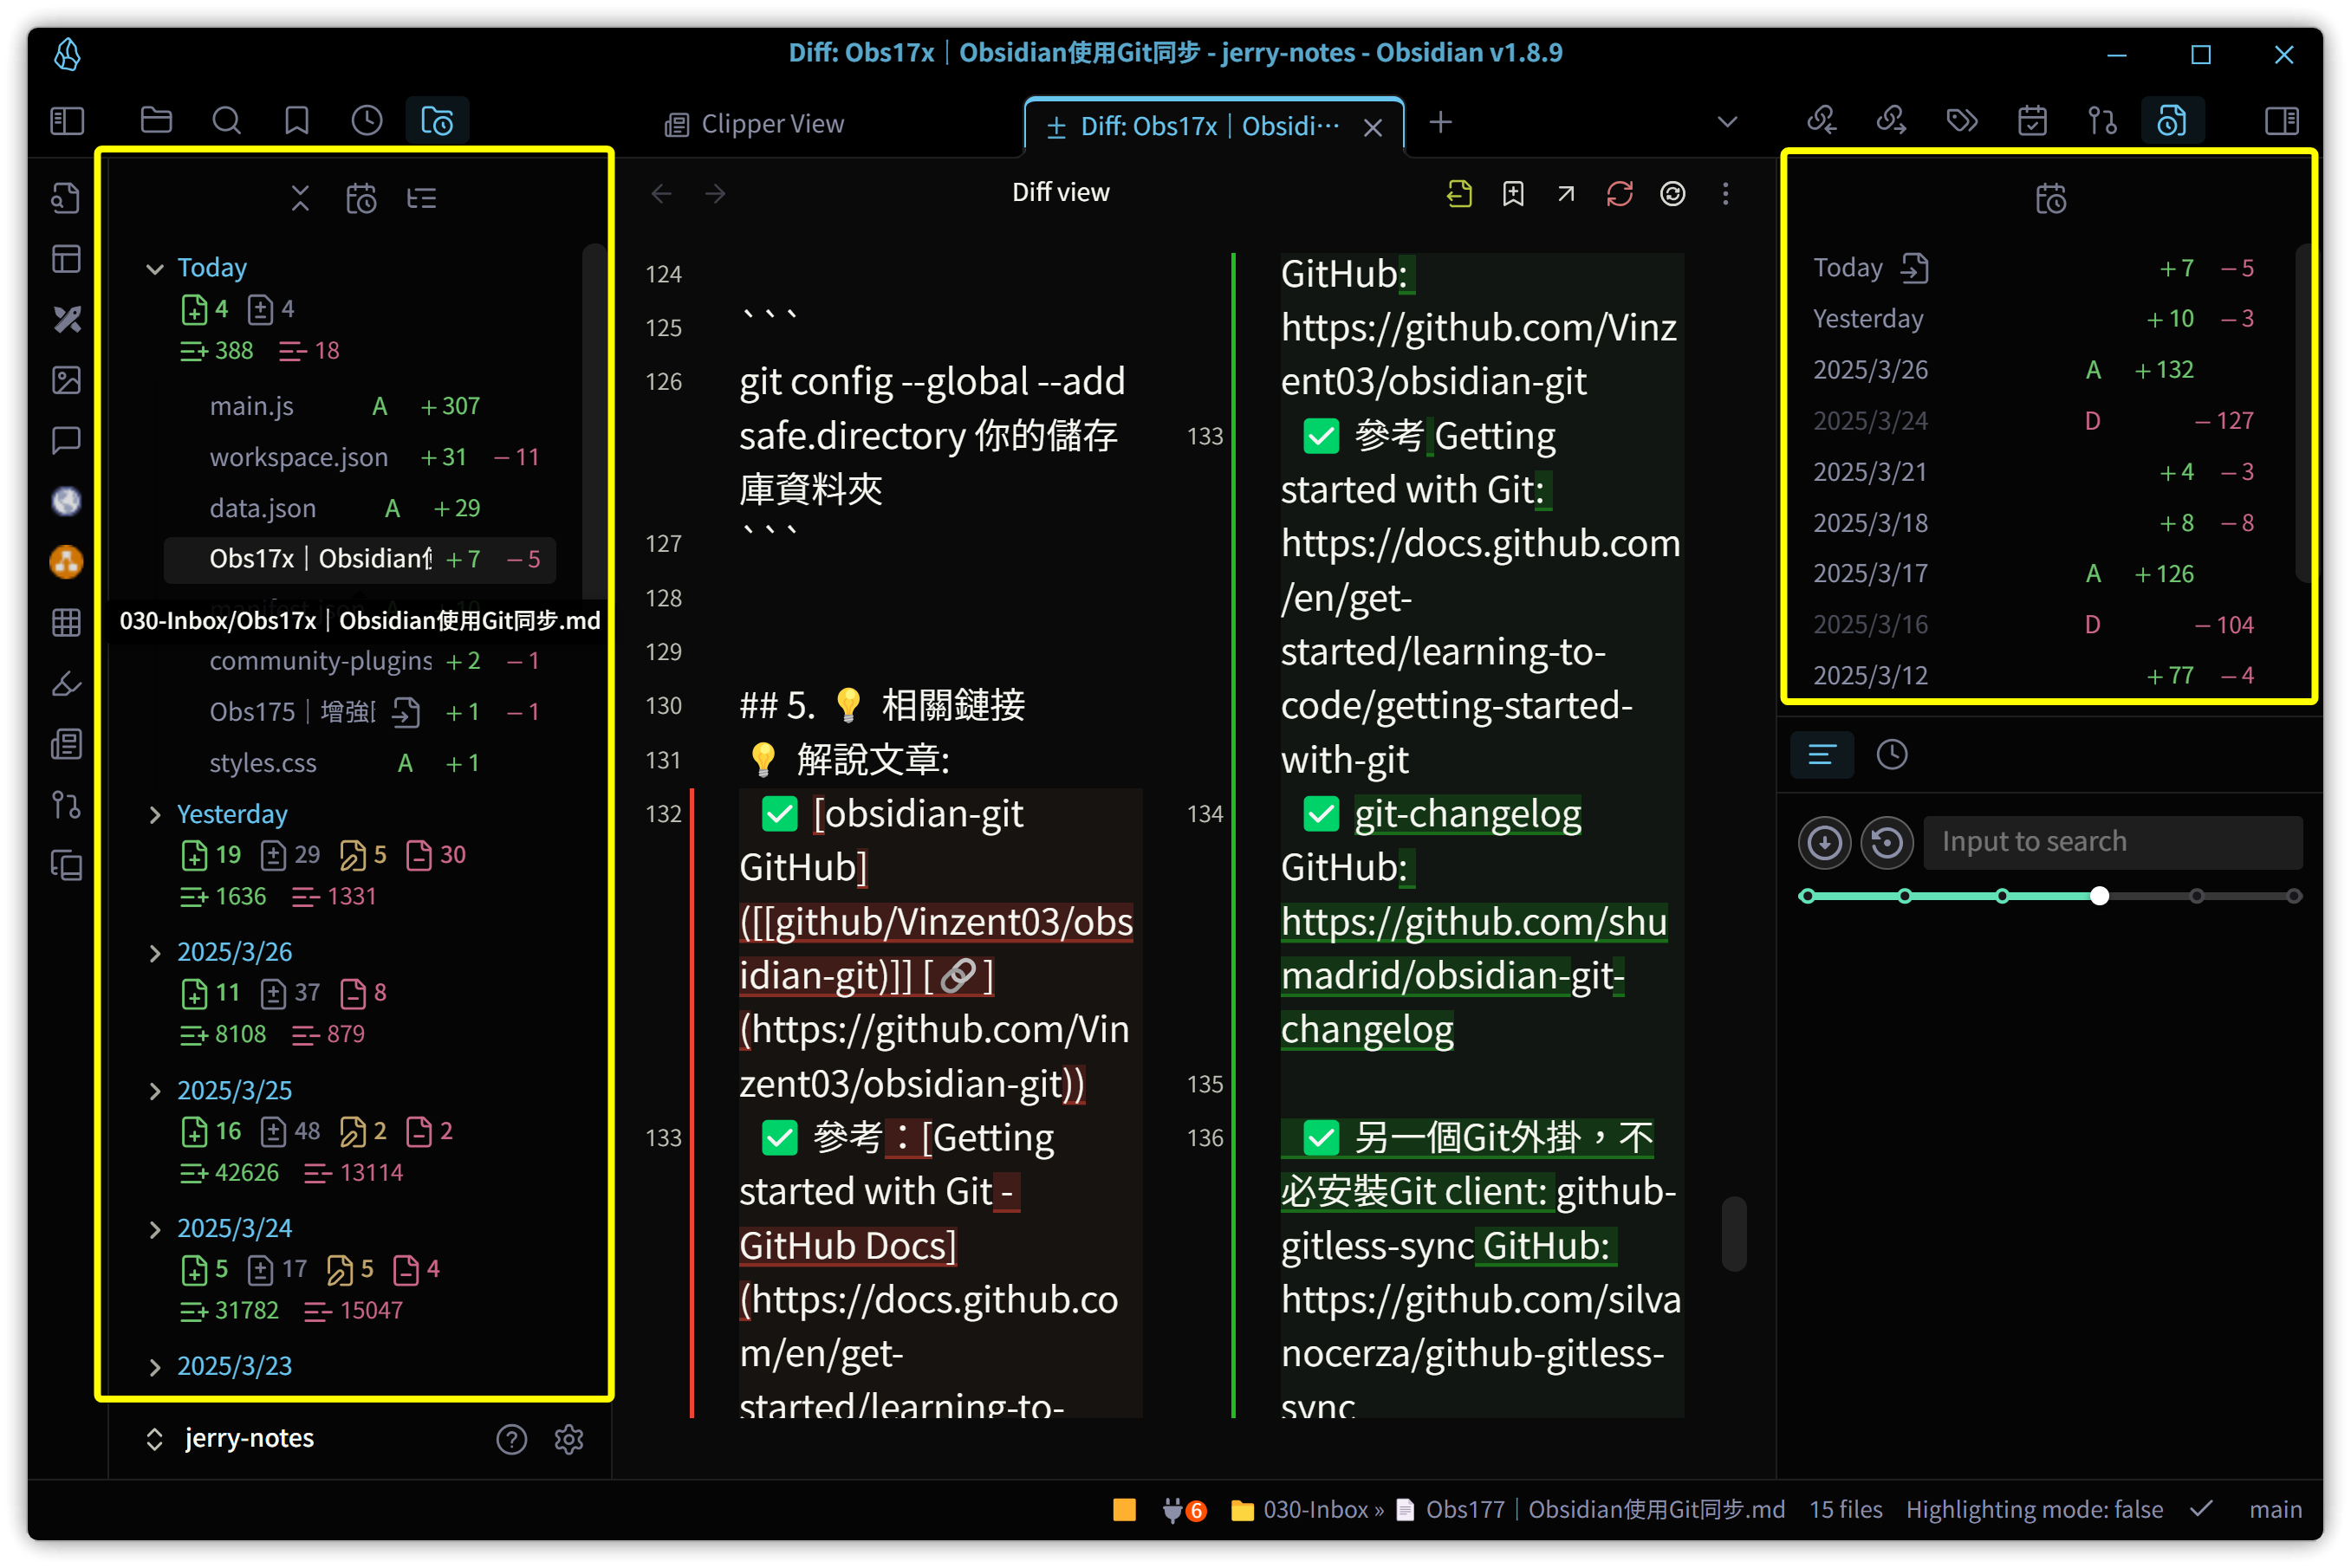 Diff: Obs17x｜Obsidian使用Git同步 - jerry-notes - Obsidian v1.8.9
Clipper View
± Diff: Obs17x｜Obsidi⋯
Today
4 4
388 18
main.js A +307
workspace.json +31 −11
data.json A +29
Obs17x｜Obsidian +7 −5
030-Inbox/Obs17x｜Obsidian使用Git同步.md
community-plugins +2 −1
Obs175｜增強 +1 −1
styles.css A +1
Yesterday
19 29 5 30
1636 1331
2025/3/26
11 37 8
8108 879
2025/3/25
16 48 2 2
42626 13114
2025/3/24
5 17 5 4
31782 15047
2025/3/23
jerry-notes
Diff view
124
125 ```
126 git config --global --add
safe.directory 你的儲存
庫資料夾
127 ```
128
129
130 ## 5. 💡 相關鏈接
131 💡 解說文章:
132 ✅ [obsidian-git
GitHub]
([[github/Vinzent03/obs
idian-git)]] [🔗]
(https://github.com/Vin
zent03/obsidian-git))
133 ✅ 參考：[Getting
started with Git -
GitHub Docs]
(https://docs.github.co
m/en/get-
started/learning-to-
GitHub:
https://github.com/Vinz
ent03/obsidian-git
133 ✅ 參考 Getting
started with Git:
https://docs.github.com
/en/get-
started/learning-to-
code/getting-started-
with-git
134 ✅ git-changelog
GitHub:
https://github.com/shu
madrid/obsidian-git-
changelog
135
136 ✅ 另一個Git外掛，不
必安裝Git client: github-
gitless-sync GitHub:
https://github.com/silva
nocerza/github-gitless-
sync
Today +7 −5
Yesterday +10 −3
2025/3/26 A +132
2025/3/24 D −127
2025/3/21 +4 −3
2025/3/18 +8 −8
2025/3/17 A +126
2025/3/16 D −104
2025/3/12 +77 −4
Input to search
6 030-Inbox » Obs177｜Obsidian使用Git同步.md 15 files Highlighting mode: false main